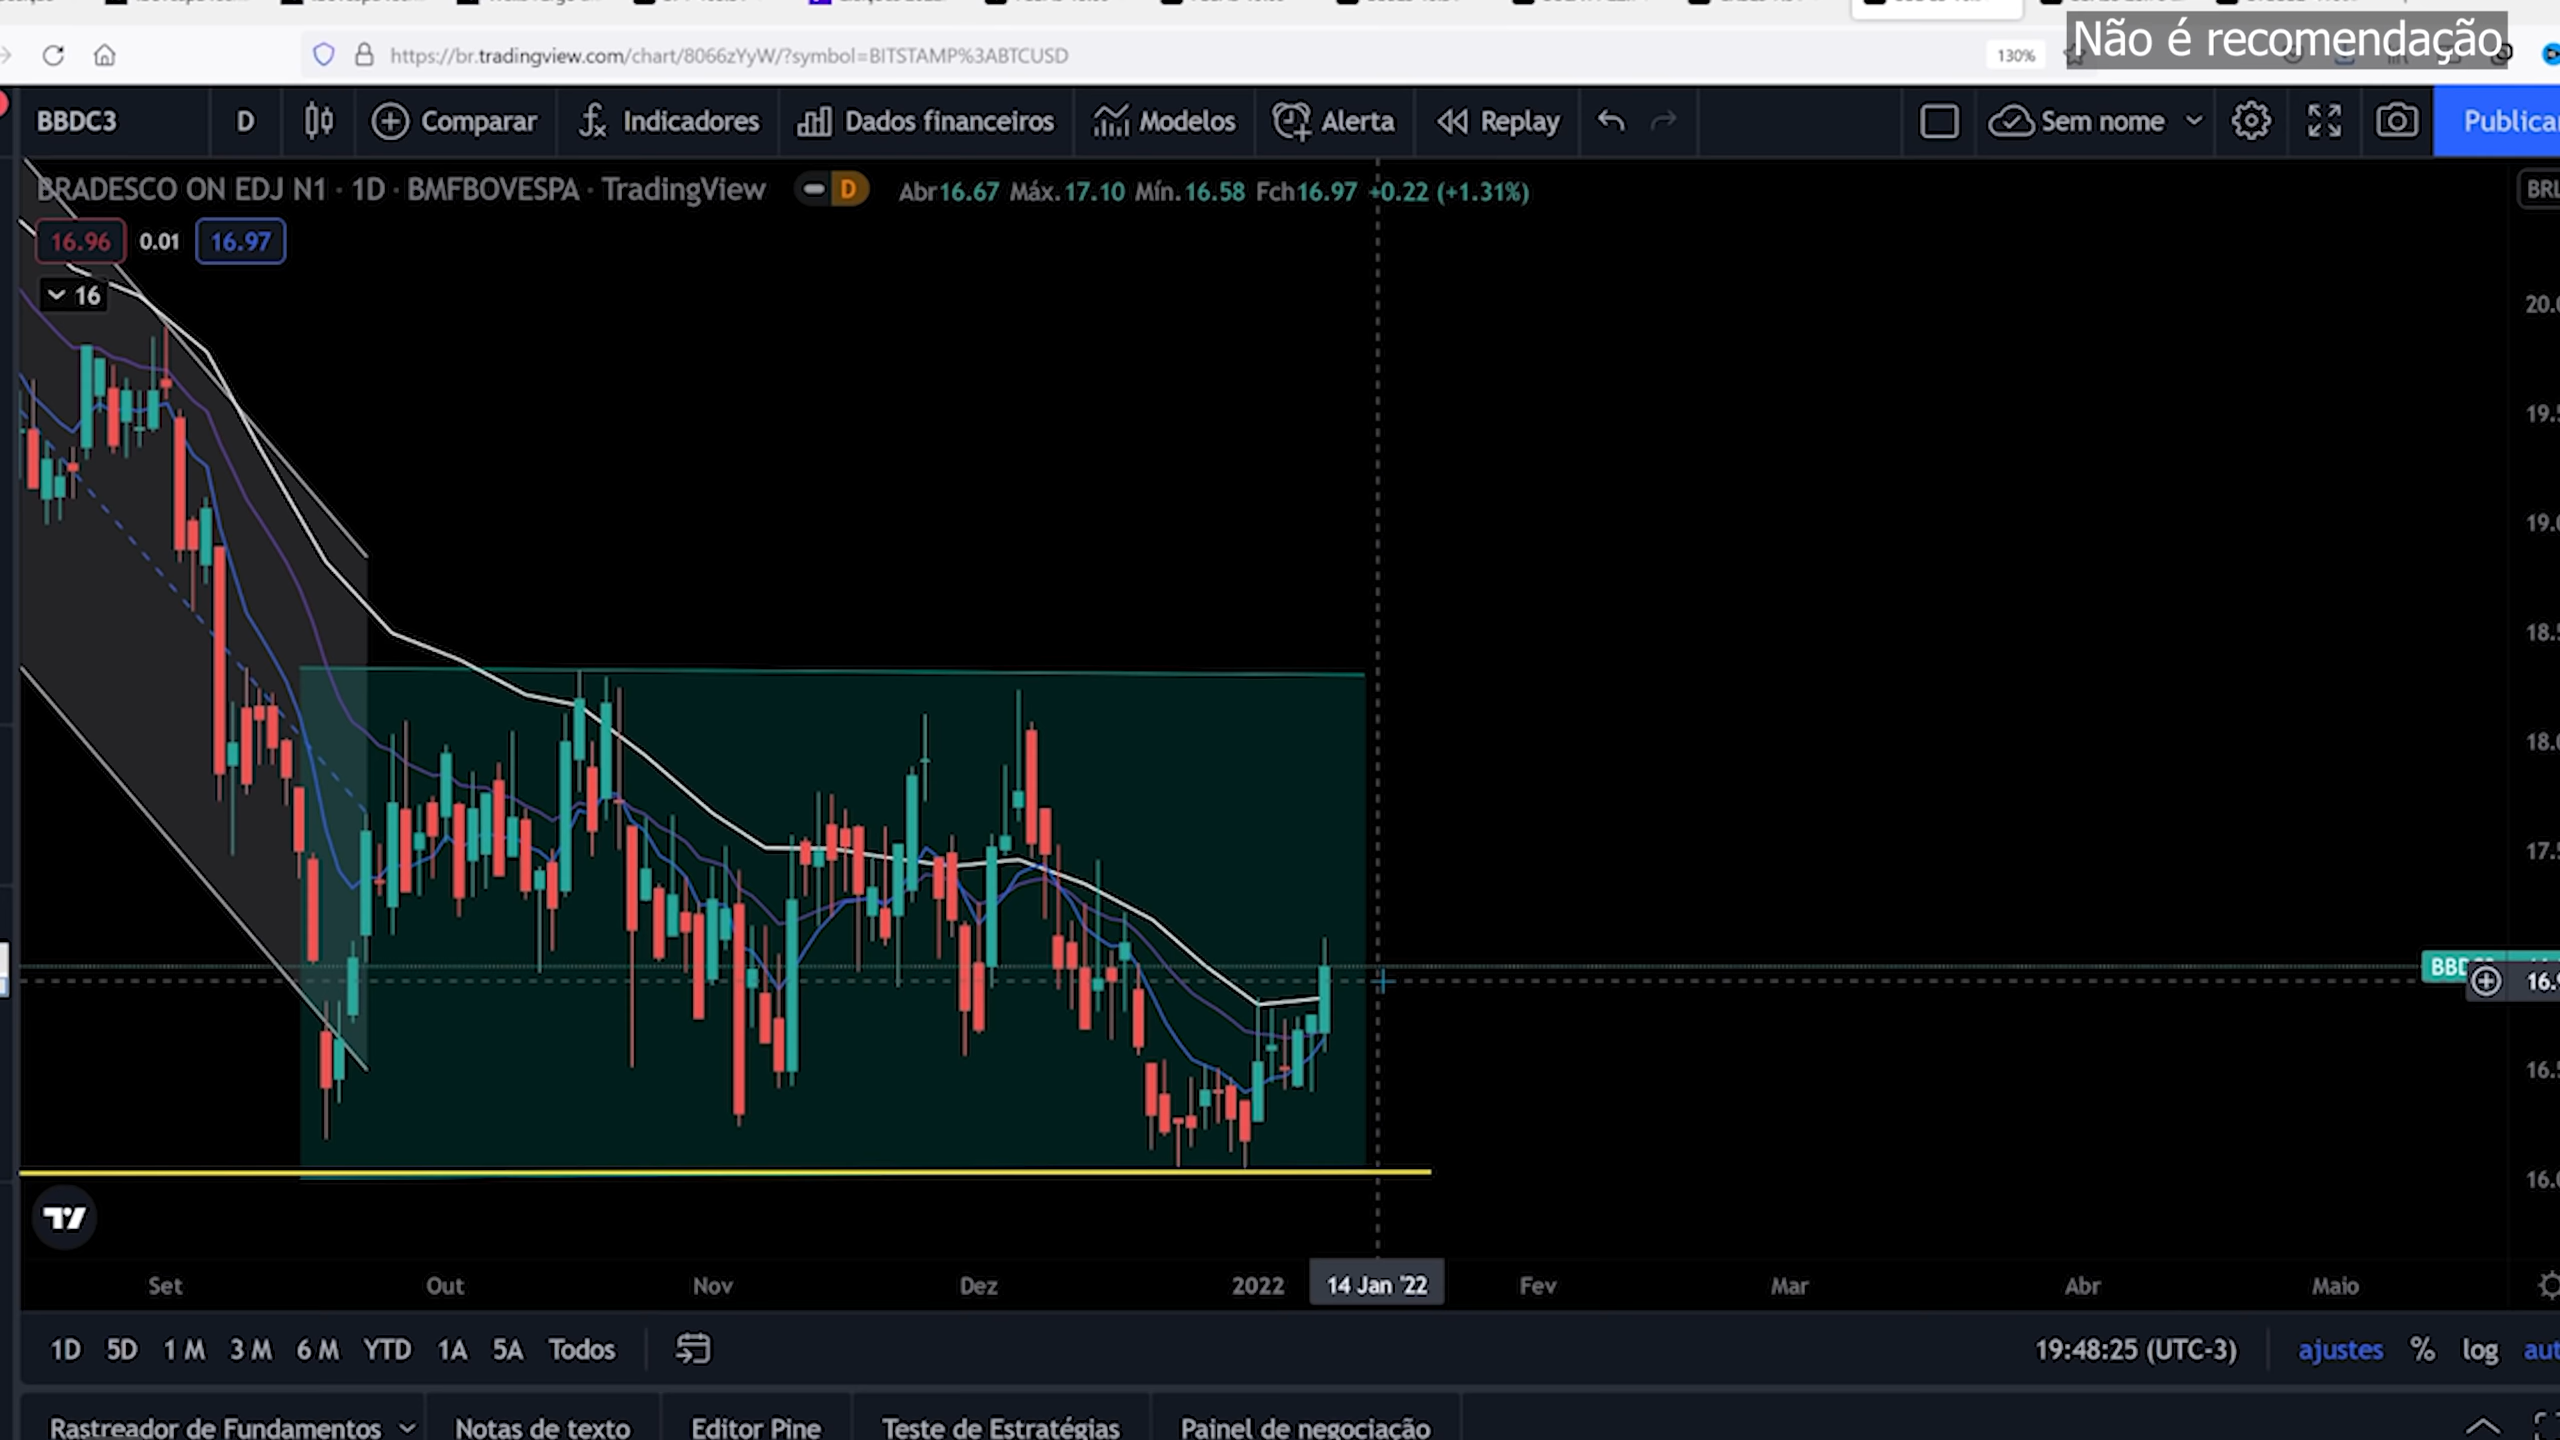 Não é recomendação
https://br.tradingview.com/chart/8066zYyW/?symbol=BITSTAMP%3ABTCUSD
130%
BBDC3 D Comparar Indicadores Dados financeiros Modelos Alerta Replay Sem nome Publicar
BRADESCO ON EDJ N1 · 1D · BMFBOVESPA · TradingView D Abr16.67 Máx.17.10 Mín.16.58 Fch16.97 +0.22 (+1.31%)
BRL
16.96 0.01 16.97
16
20.0
19.5
19.0
18.5
18.0
17.5
16.9
16.5
16.0
Set Out Nov Dez 2022 14 Jan '22 Fev Mar Abr Maio
1D 5D 1 M 3 M 6 M YTD 1A 5A Todos 19:48:25 (UTC-3) ajustes % log aut
Rastreador de Fundamentos Notas de texto Editor Pine Teste de Estratégias Painel de negociação